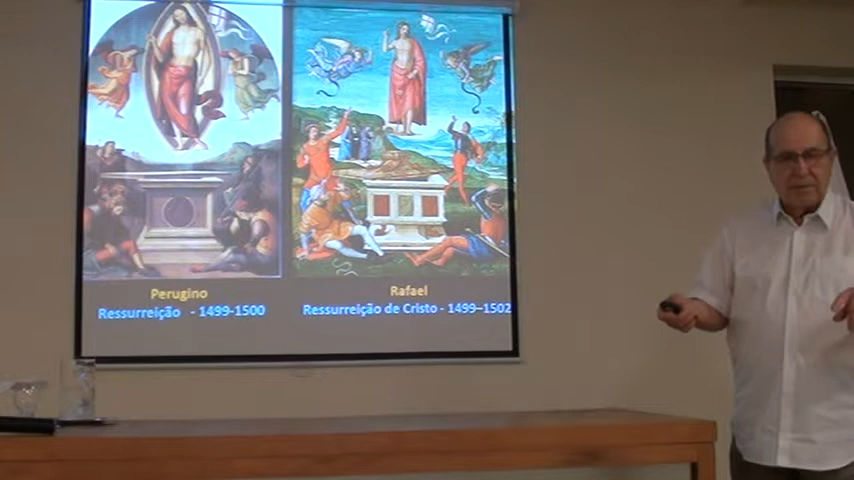 Perugino
Ressurreição - 1499-1500
Rafael
Ressurreição de Cristo - 1499–1502